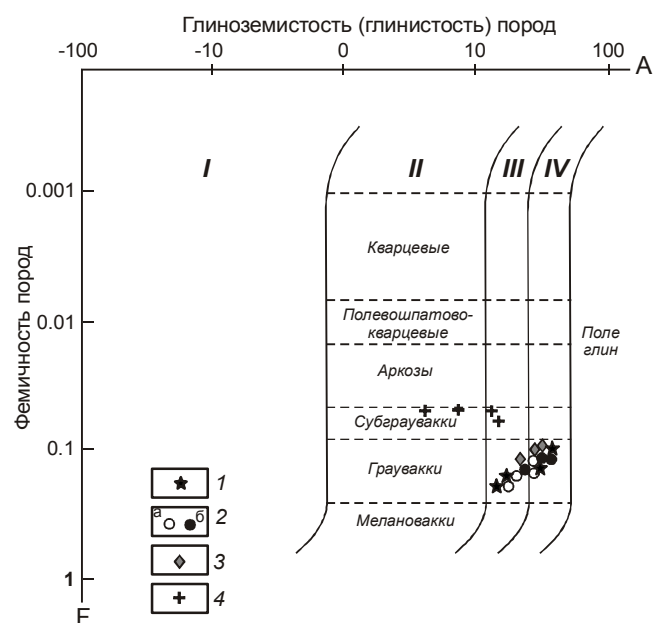 Глиноземистость (глинистость) пород
-100 -10 0 10 100 A
I II III IV
0.001
Кварцевые
Фемичность пород
Полевошпатово-
кварцевые
0.01
Поле
глин
Аркозы
Субграувакки
0.1
Граувакки
Мелановакки
1
а б 2
3
4
1
F